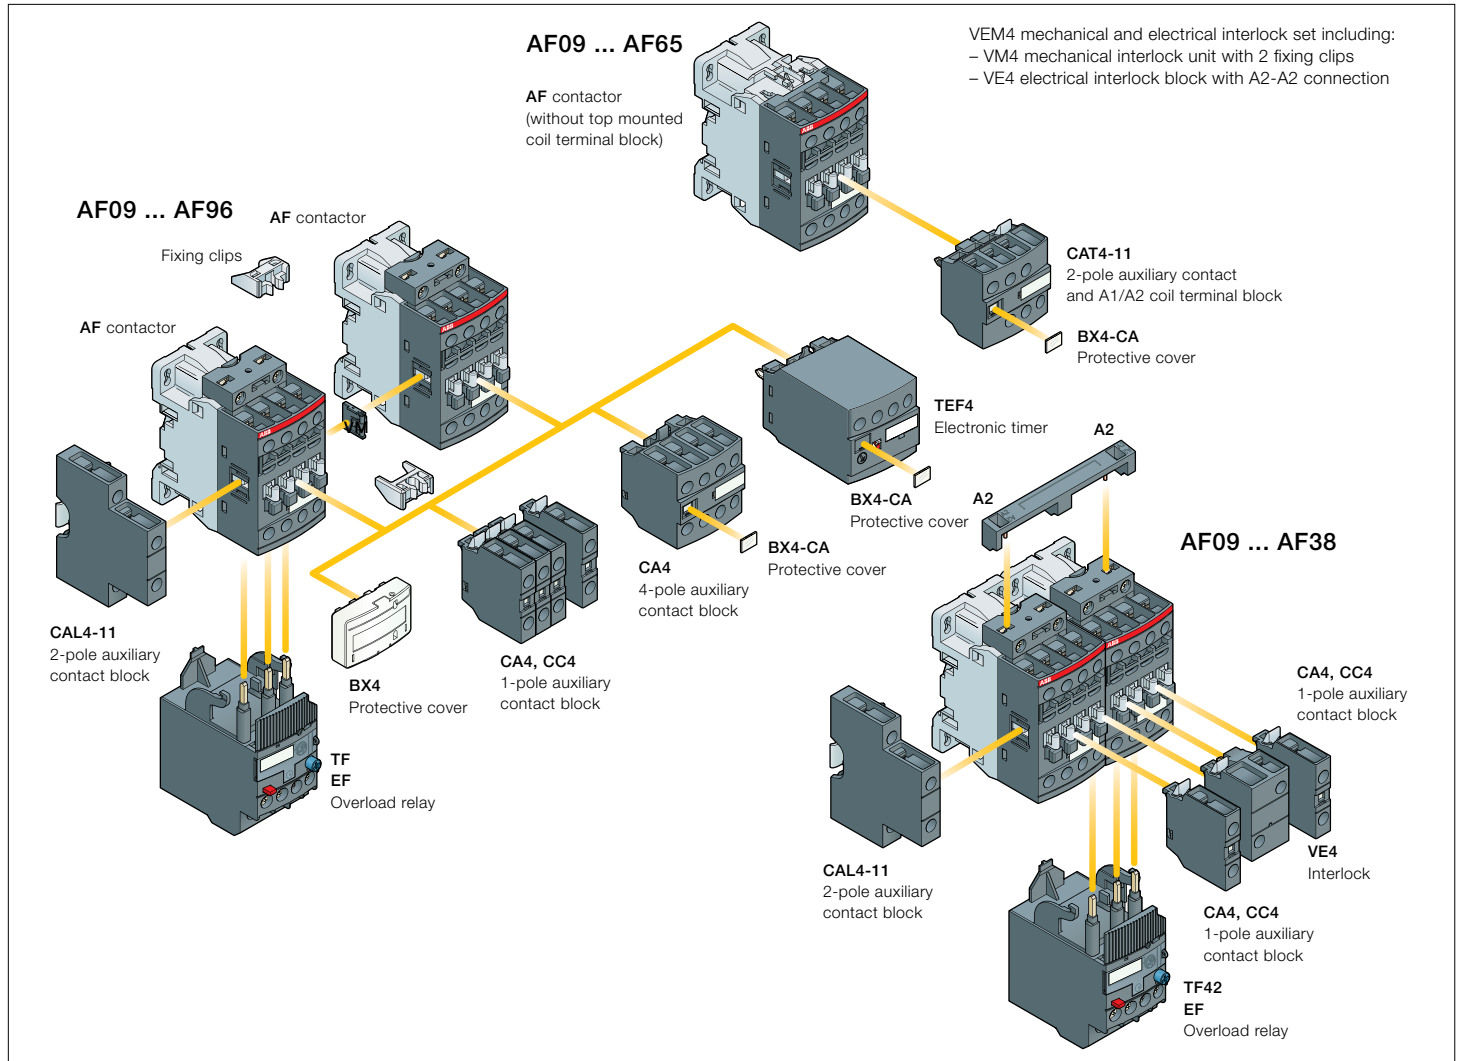 AF09 ... AF65
AF contactor
(without top mounted
coil terminal block)
VEM4 mechanical and electrical interlock set including:
– VM4 mechanical interlock unit with 2 fixing clips
– VE4 electrical interlock block with A2-A2 connection
ABB
CAT4-11
2-pole auxiliary contact
and A1/A2 coil terminal block
BX4-CA
Protective cover
AF09 ... AF96
AF contactor
Fixing clips
AF contactor
ABB
ABB
TEF4
Electronic timer
BX4-CA
Protective cover
CA4
4-pole auxiliary
contact block
BX4-CA
Protective cover
CAL4-11
2-pole auxiliary
contact block
BX4
Protective cover
CA4, CC4
1-pole auxiliary
contact block
TF
EF
Overload relay
A2
A2
AF09 ... AF38
ABB
ABB
CA4, CC4
1-pole auxiliary
contact block
VE4
Interlock
CAL4-11
2-pole auxiliary
contact block
CA4, CC4
1-pole auxiliary
contact block
TF42
EF
Overload relay